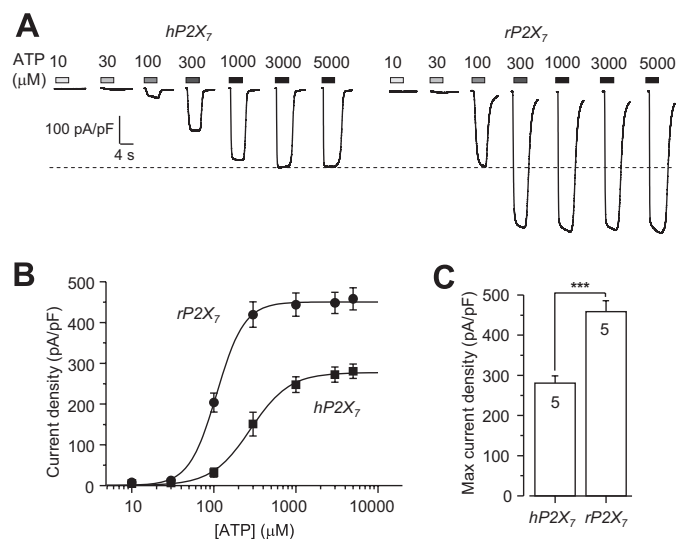 A
hP2X7 rP2X7
ATP 10 30 100 300 1000 3000 5000 10 30 100 300 1000 3000 5000
(μM)
100 pA/pF
4 s
B
Current density (pA/pF)
500
400
300
200
100
0
rP2X7
hP2X7
10 100 1000 10000
[ATP] (μM)
C
Max current density (pA/pF)
500
400
300
200
100
0
***
5
5
hP2X7 rP2X7